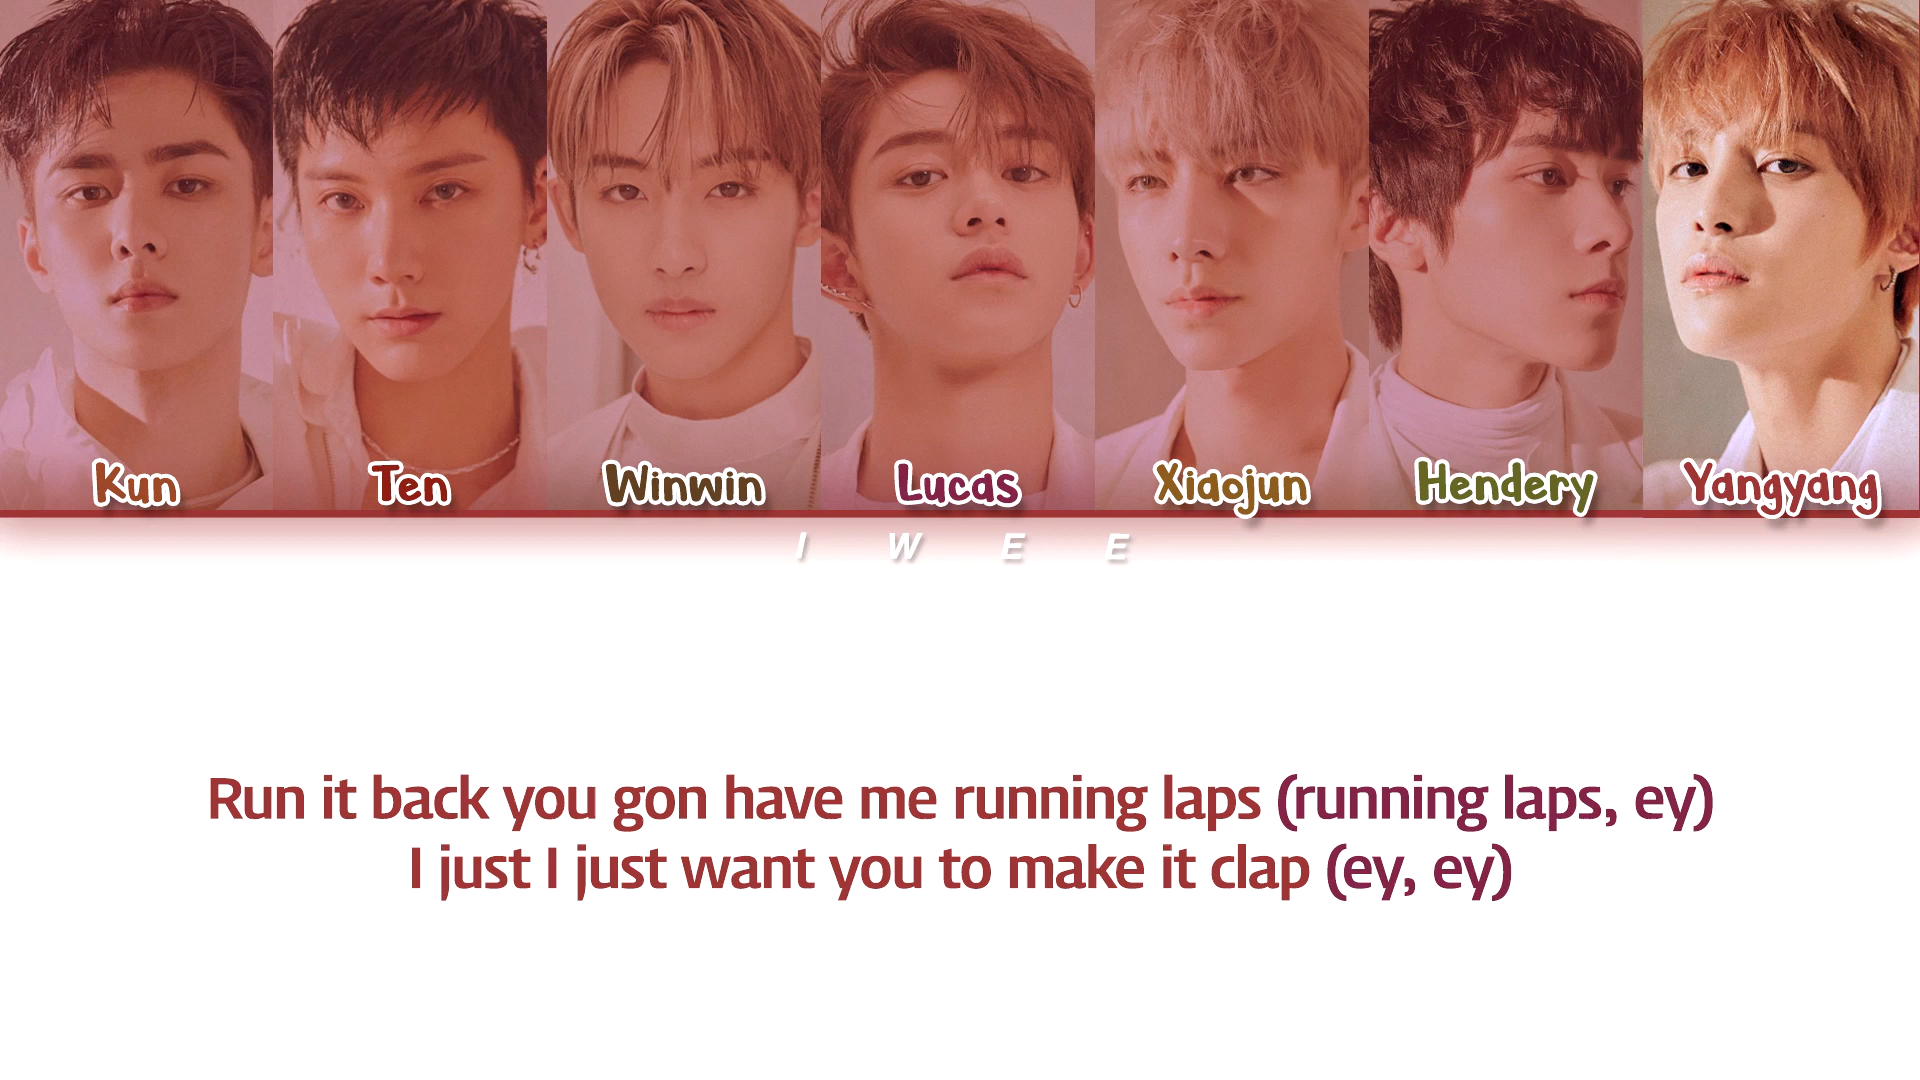 Kun Ten Winwin Lucas Xiaojun Hendery Yangyang
I W E E
Run it back you gon have me running laps (running laps, ey)
I just I just want you to make it clap (ey, ey)